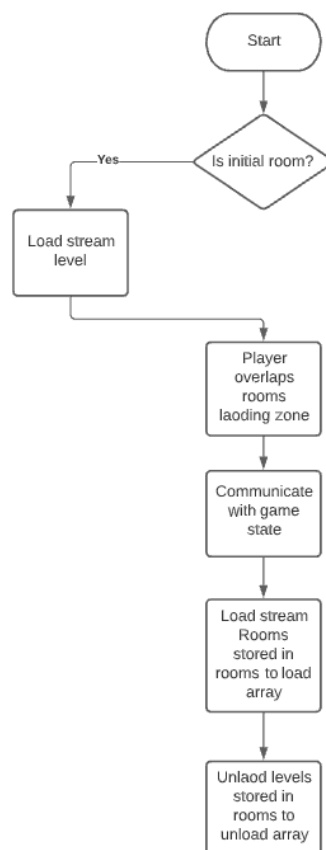 Start
Is initial room?
Yes
Load stream
level
Player
overlaps
rooms
laoding zone
Communicate
with game
state
Load stream
Rooms
stored in
rooms to load
array
Unlaod levels
stored in
rooms to
unload array